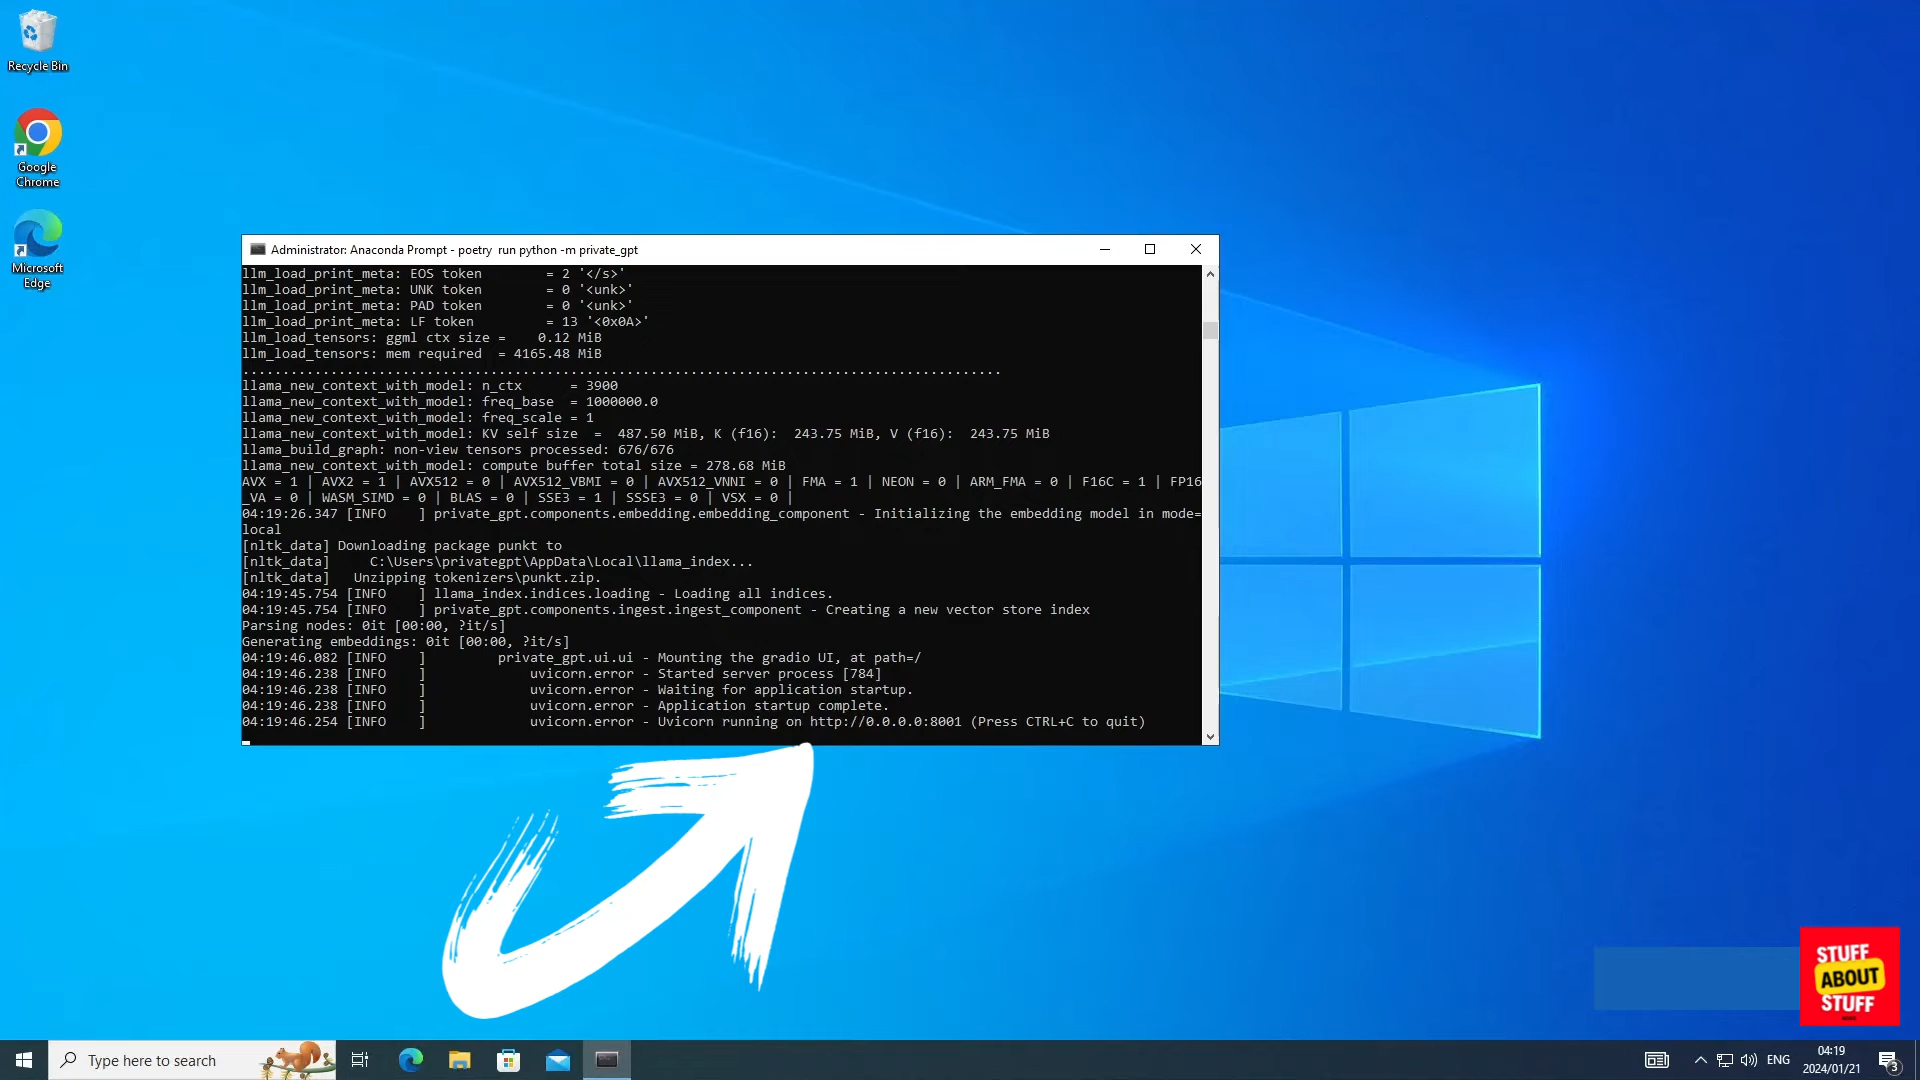 Recycle Bin
Google
Chrome
Microsoft
Edge
Administrator: Anaconda Prompt - poetry  run python -m private_gpt
llm_load_print_meta: EOS token        = 2 '</s>'
llm_load_print_meta: UNK token        = 0 '<unk>'
llm_load_print_meta: PAD token        = 0 '<unk>'
llm_load_print_meta: LF token         = 13 '<0x0A>'
llm_load_tensors: ggml ctx size =    0.12 MiB
llm_load_tensors: mem required  = 4165.48 MiB
...............................................................................................
llama_new_context_with_model: n_ctx      = 3900
llama_new_context_with_model: freq_base  = 1000000.0
llama_new_context_with_model: freq_scale = 1
llama_new_context_with_model: KV self size  =  487.50 MiB, K (f16):  243.75 MiB, V (f16):  243.75 MiB
llama_build_graph: non-view tensors processed: 676/676
llama_new_context_with_model: compute buffer total size = 278.68 MiB
AVX = 1 | AVX2 = 1 | AVX512 = 0 | AVX512_VBMI = 0 | AVX512_VNNI = 0 | FMA = 1 | NEON = 0 | ARM_FMA = 0 | F16C = 1 | FP16
_VA = 0 | WASM_SIMD = 0 | BLAS = 0 | SSE3 = 1 | SSSE3 = 0 | VSX = 0 |
04:19:26.347 [INFO    ] private_gpt.components.embedding.embedding_component - Initializing the embedding model in mode=
local
[nltk_data] Downloading package punkt to
[nltk_data]     C:\Users\privategpt\AppData\Local\llama_index...
[nltk_data]   Unzipping tokenizers\punkt.zip.
04:19:45.754 [INFO    ] llama_index.indices.loading - Loading all indices.
04:19:45.754 [INFO    ] private_gpt.components.ingest.ingest_component - Creating a new vector store index
Parsing nodes: 0it [00:00, ?it/s]
Generating embeddings: 0it [00:00, ?it/s]
04:19:46.082 [INFO    ]         private_gpt.ui.ui - Mounting the gradio UI, at path=/
04:19:46.238 [INFO    ]             uvicorn.error - Started server process [784]
04:19:46.238 [INFO    ]             uvicorn.error - Waiting for application startup.
04:19:46.238 [INFO    ]             uvicorn.error - Application startup complete.
04:19:46.254 [INFO    ]             uvicorn.error - Uvicorn running on http://0.0.0.0:8001 (Press CTRL+C to quit)
STUFF
ABOUT
STUFF
Type here to search
ENG
04:19
2024/01/21
3